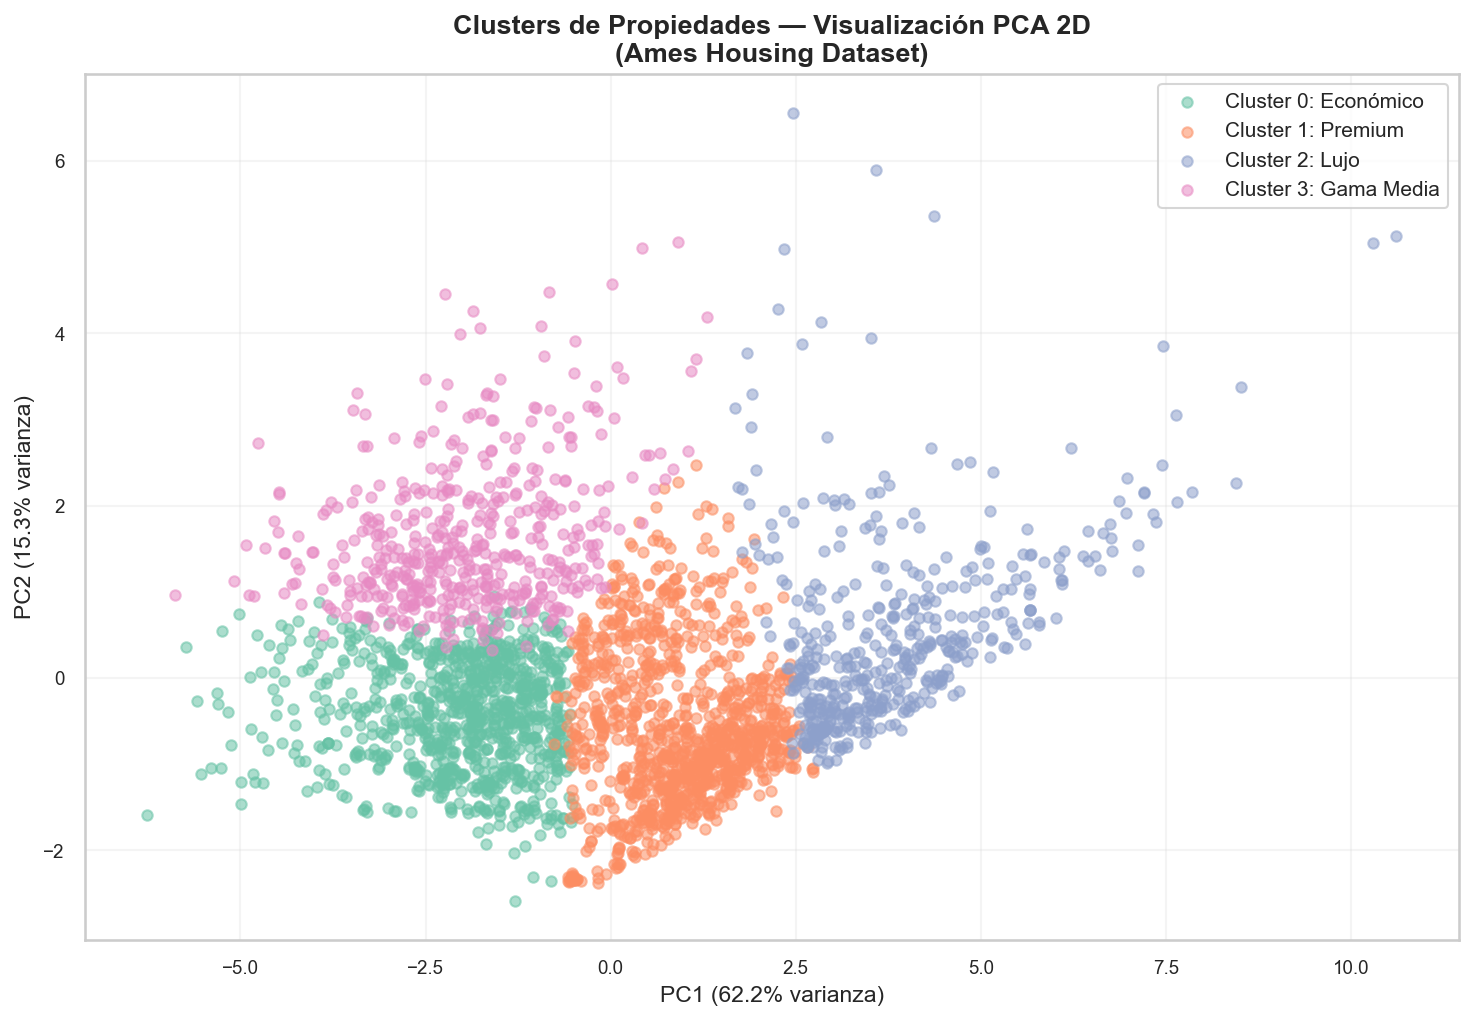 Clusters de Propiedades — Visualización PCA 2D
(Ames Housing Dataset)
Cluster 0: Económico
Cluster 1: Premium
Cluster 2: Lujo
Cluster 3: Gama Media
6
4
2
0
−2
PC2 (15.3% varianza)
−5.0 −2.5 0.0 2.5 5.0 7.5 10.0
PC1 (62.2% varianza)